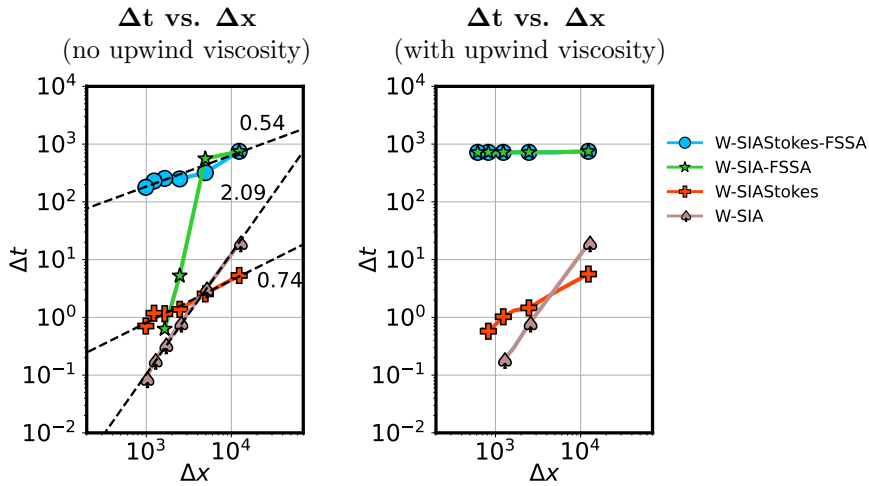 Δt vs. Δx
(no upwind viscosity)
10⁴
10³
10²
10¹
10⁰
10⁻¹
10⁻²
Δt
0.54
2.09
0.74
10³
10⁴
Δx
Δt vs. Δx
(with upwind viscosity)
10⁴
10³
10²
10¹
10⁰
10⁻¹
10⁻²
Δt
10³
10⁴
Δx
W-SIAStokes-FSSA
W-SIA-FSSA
W-SIAStokes
W-SIA